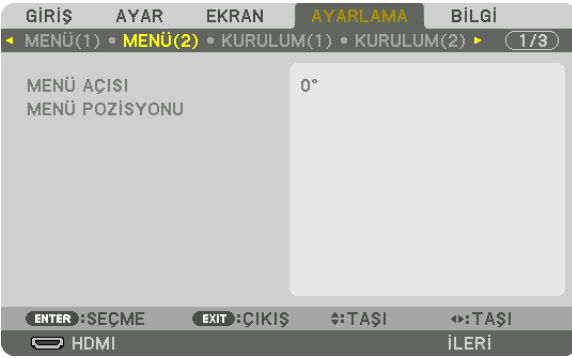 GİRİŞ AYAR EKRAN AYARLAMA BİLGİ
MENÜ(1) • MENÜ(2) • KURULUM(1) • KURULUM(2) 1/3
MENÜ AÇISI 0°
MENÜ POZİSYONU
ENTER :SEÇME EXIT :ÇIKIŞ :TAŞI :TAŞI
HDMI İLERİ